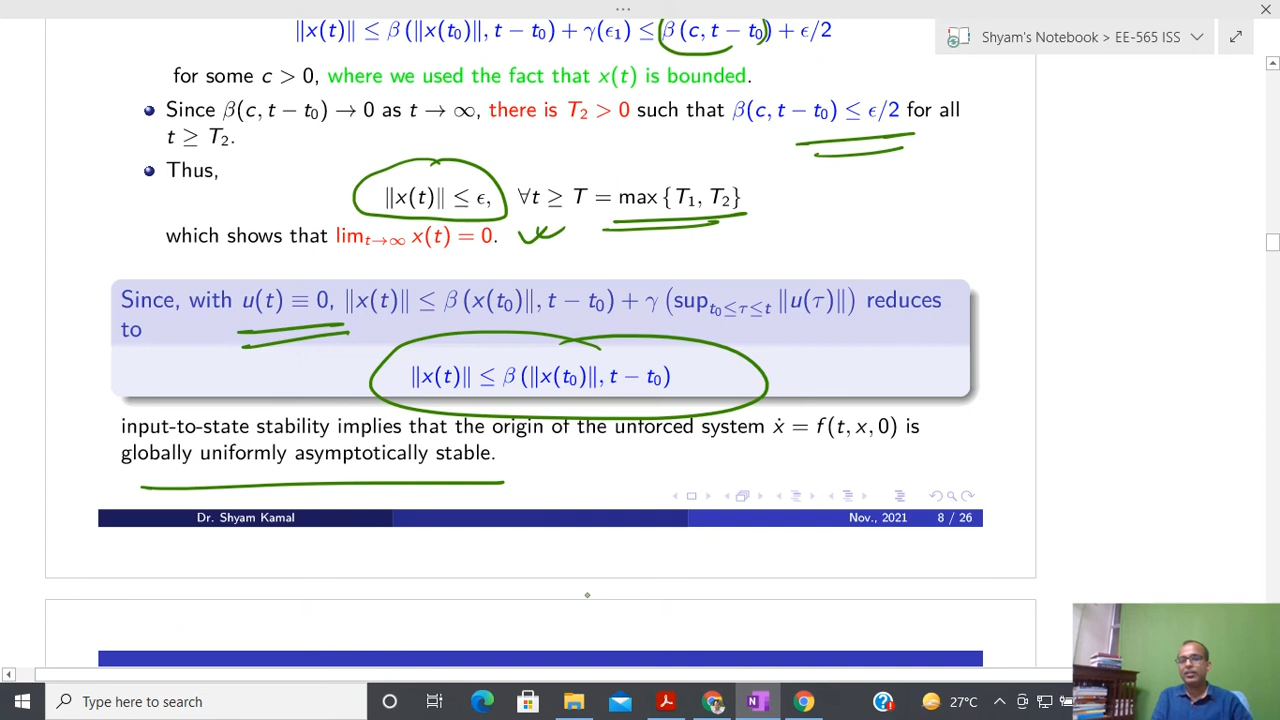 Shyam's Notebook > EE-565 ISS
‖x(t)‖ ≤ β (‖x(t₀)‖, t − t₀) + γ(ϵ₁) ≤ β (c, t − t₀) + ϵ/2
for some c > 0, where we used the fact that x(t) is bounded.
Since β(c, t − t₀) → 0 as t → ∞, there is T₂ > 0 such that β(c, t − t₀) ≤ ϵ/2 for all
t ≥ T₂.
Thus,
‖x(t)‖ ≤ ϵ, ∀t ≥ T = max {T₁, T₂}
which shows that lim_{t→∞} x(t) = 0.
Since, with u(t) ≡ 0, ‖x(t)‖ ≤ β (x(t₀)‖, t − t₀) + γ (sup_{t₀≤τ≤t} ‖u(τ)‖) reduces
to
‖x(t)‖ ≤ β (‖x(t₀)‖, t − t₀)
input-to-state stability implies that the origin of the unforced system ẋ = f(t, x, 0) is
globally uniformly asymptotically stable.
Dr. Shyam Kamal Nov., 2021 8 / 26
Type here to search 27°C